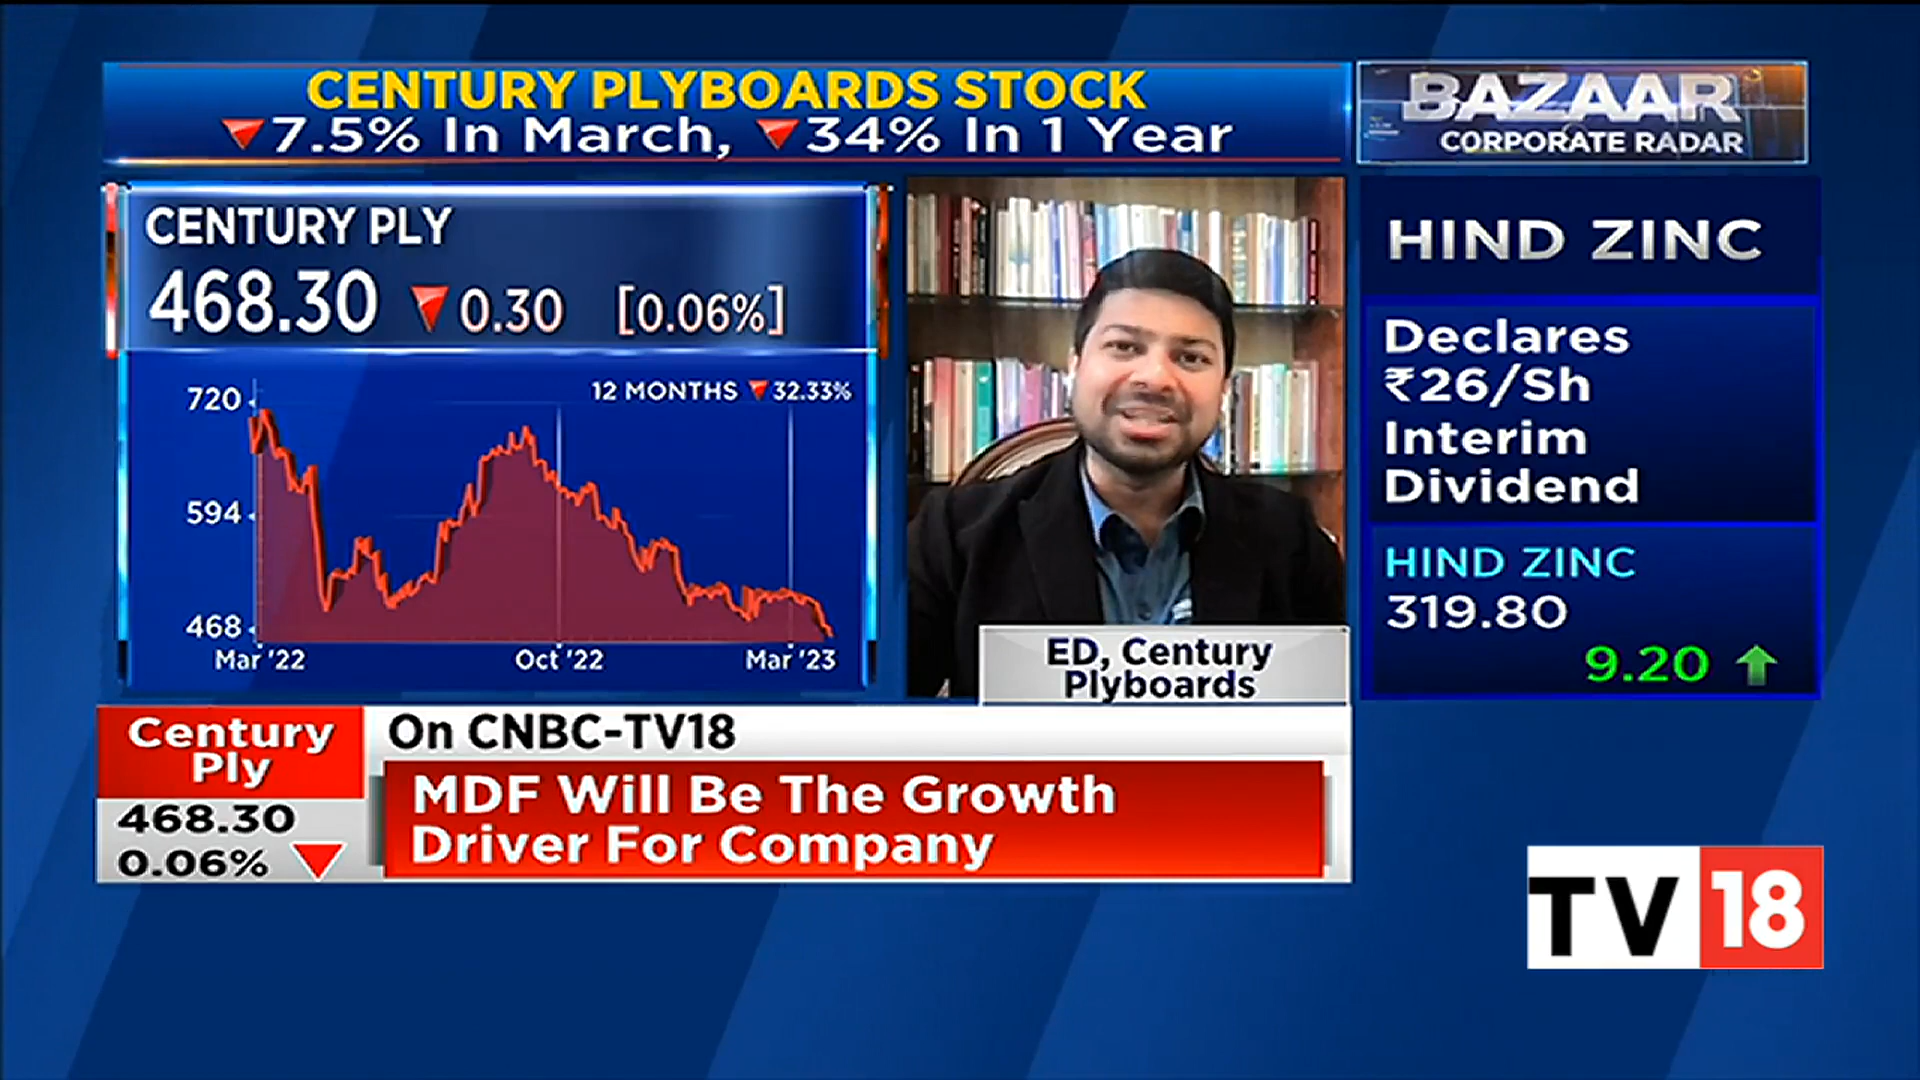 CENTURY PLYBOARDS STOCK
▼7.5% In March, ▼34% In 1 Year
BAZAAR
CORPORATE RADAR
CENTURY PLY
468.30 ▼0.30 [0.06%]
12 MONTHS ▼32.33%
720
594
468
Mar '22 Oct '22 Mar '23
ED, Century
Plyboards
HIND ZINC
Declares
₹26/Sh
Interim
Dividend
HIND ZINC
319.80
9.20
Century
Ply
468.30
0.06%
On CNBC-TV18
MDF Will Be The Growth
Driver For Company
TV18